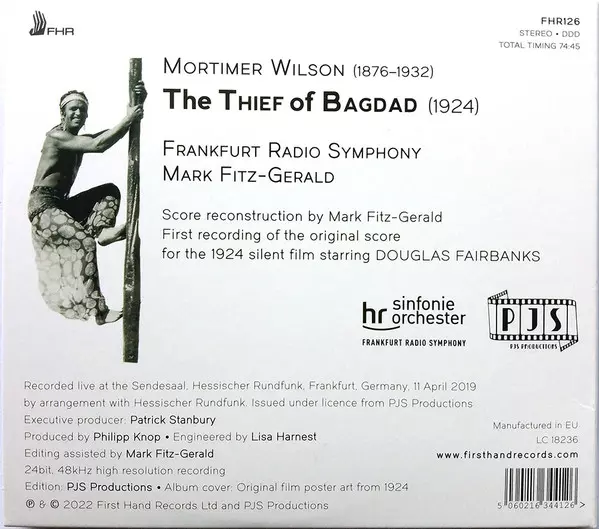 FHR
FHR126
STEREO • DDD
TOTAL TIMING 74:45
MORTIMER WILSON (1876–1932)
The THIEF of BAGDAD (1924)
FRANKFURT RADIO SYMPHONY
MARK FITZ-GERALD
Score reconstruction by Mark Fitz-Gerald
First recording of the original score
for the 1924 silent film starring DOUGLAS FAIRBANKS
hr sinfonie
orchester
FRANKFURT RADIO SYMPHONY
PJS
PJS PRODUCTIONS
Recorded live at the Sendesaal, Hessischer Rundfunk, Frankfurt, Germany, 11 April 2019
by arrangement with Hessischer Rundfunk. Issued under licence from PJS Productions
Executive producer: Patrick Stanbury
Produced by Philipp Knop • Engineered by Lisa Harnest
Editing assisted by Mark Fitz-Gerald
24bit, 48kHz high resolution recording
Edition: PJS Productions • Album cover: Original film poster art from 1924
℗ & © 2022 First Hand Records Ltd and PJS Productions
Manufactured in EU
LC 18236
www.firsthandrecords.com
5 060216 344126 >